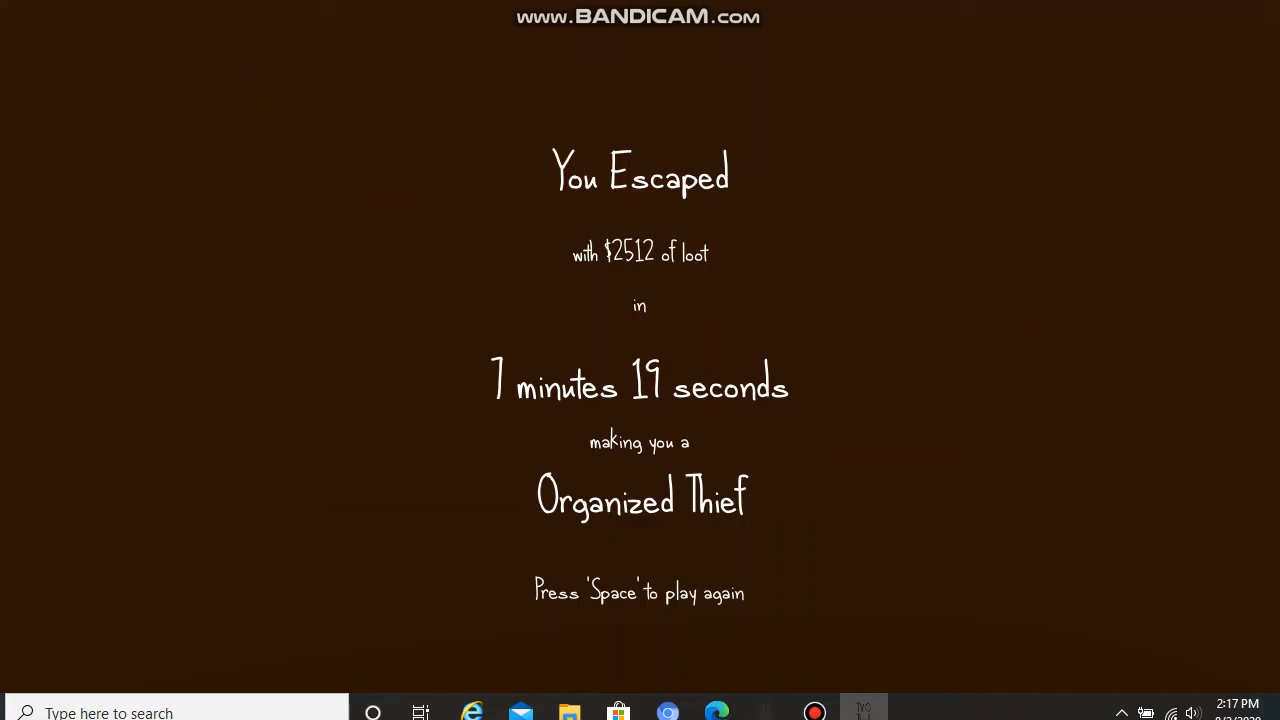 www.BANDICAM.com
You Escaped
with $2512 of loot
in
7 minutes 19 seconds
making you a
Organized Thief
Press 'Space' to play again
Type here to search
2:17 PM